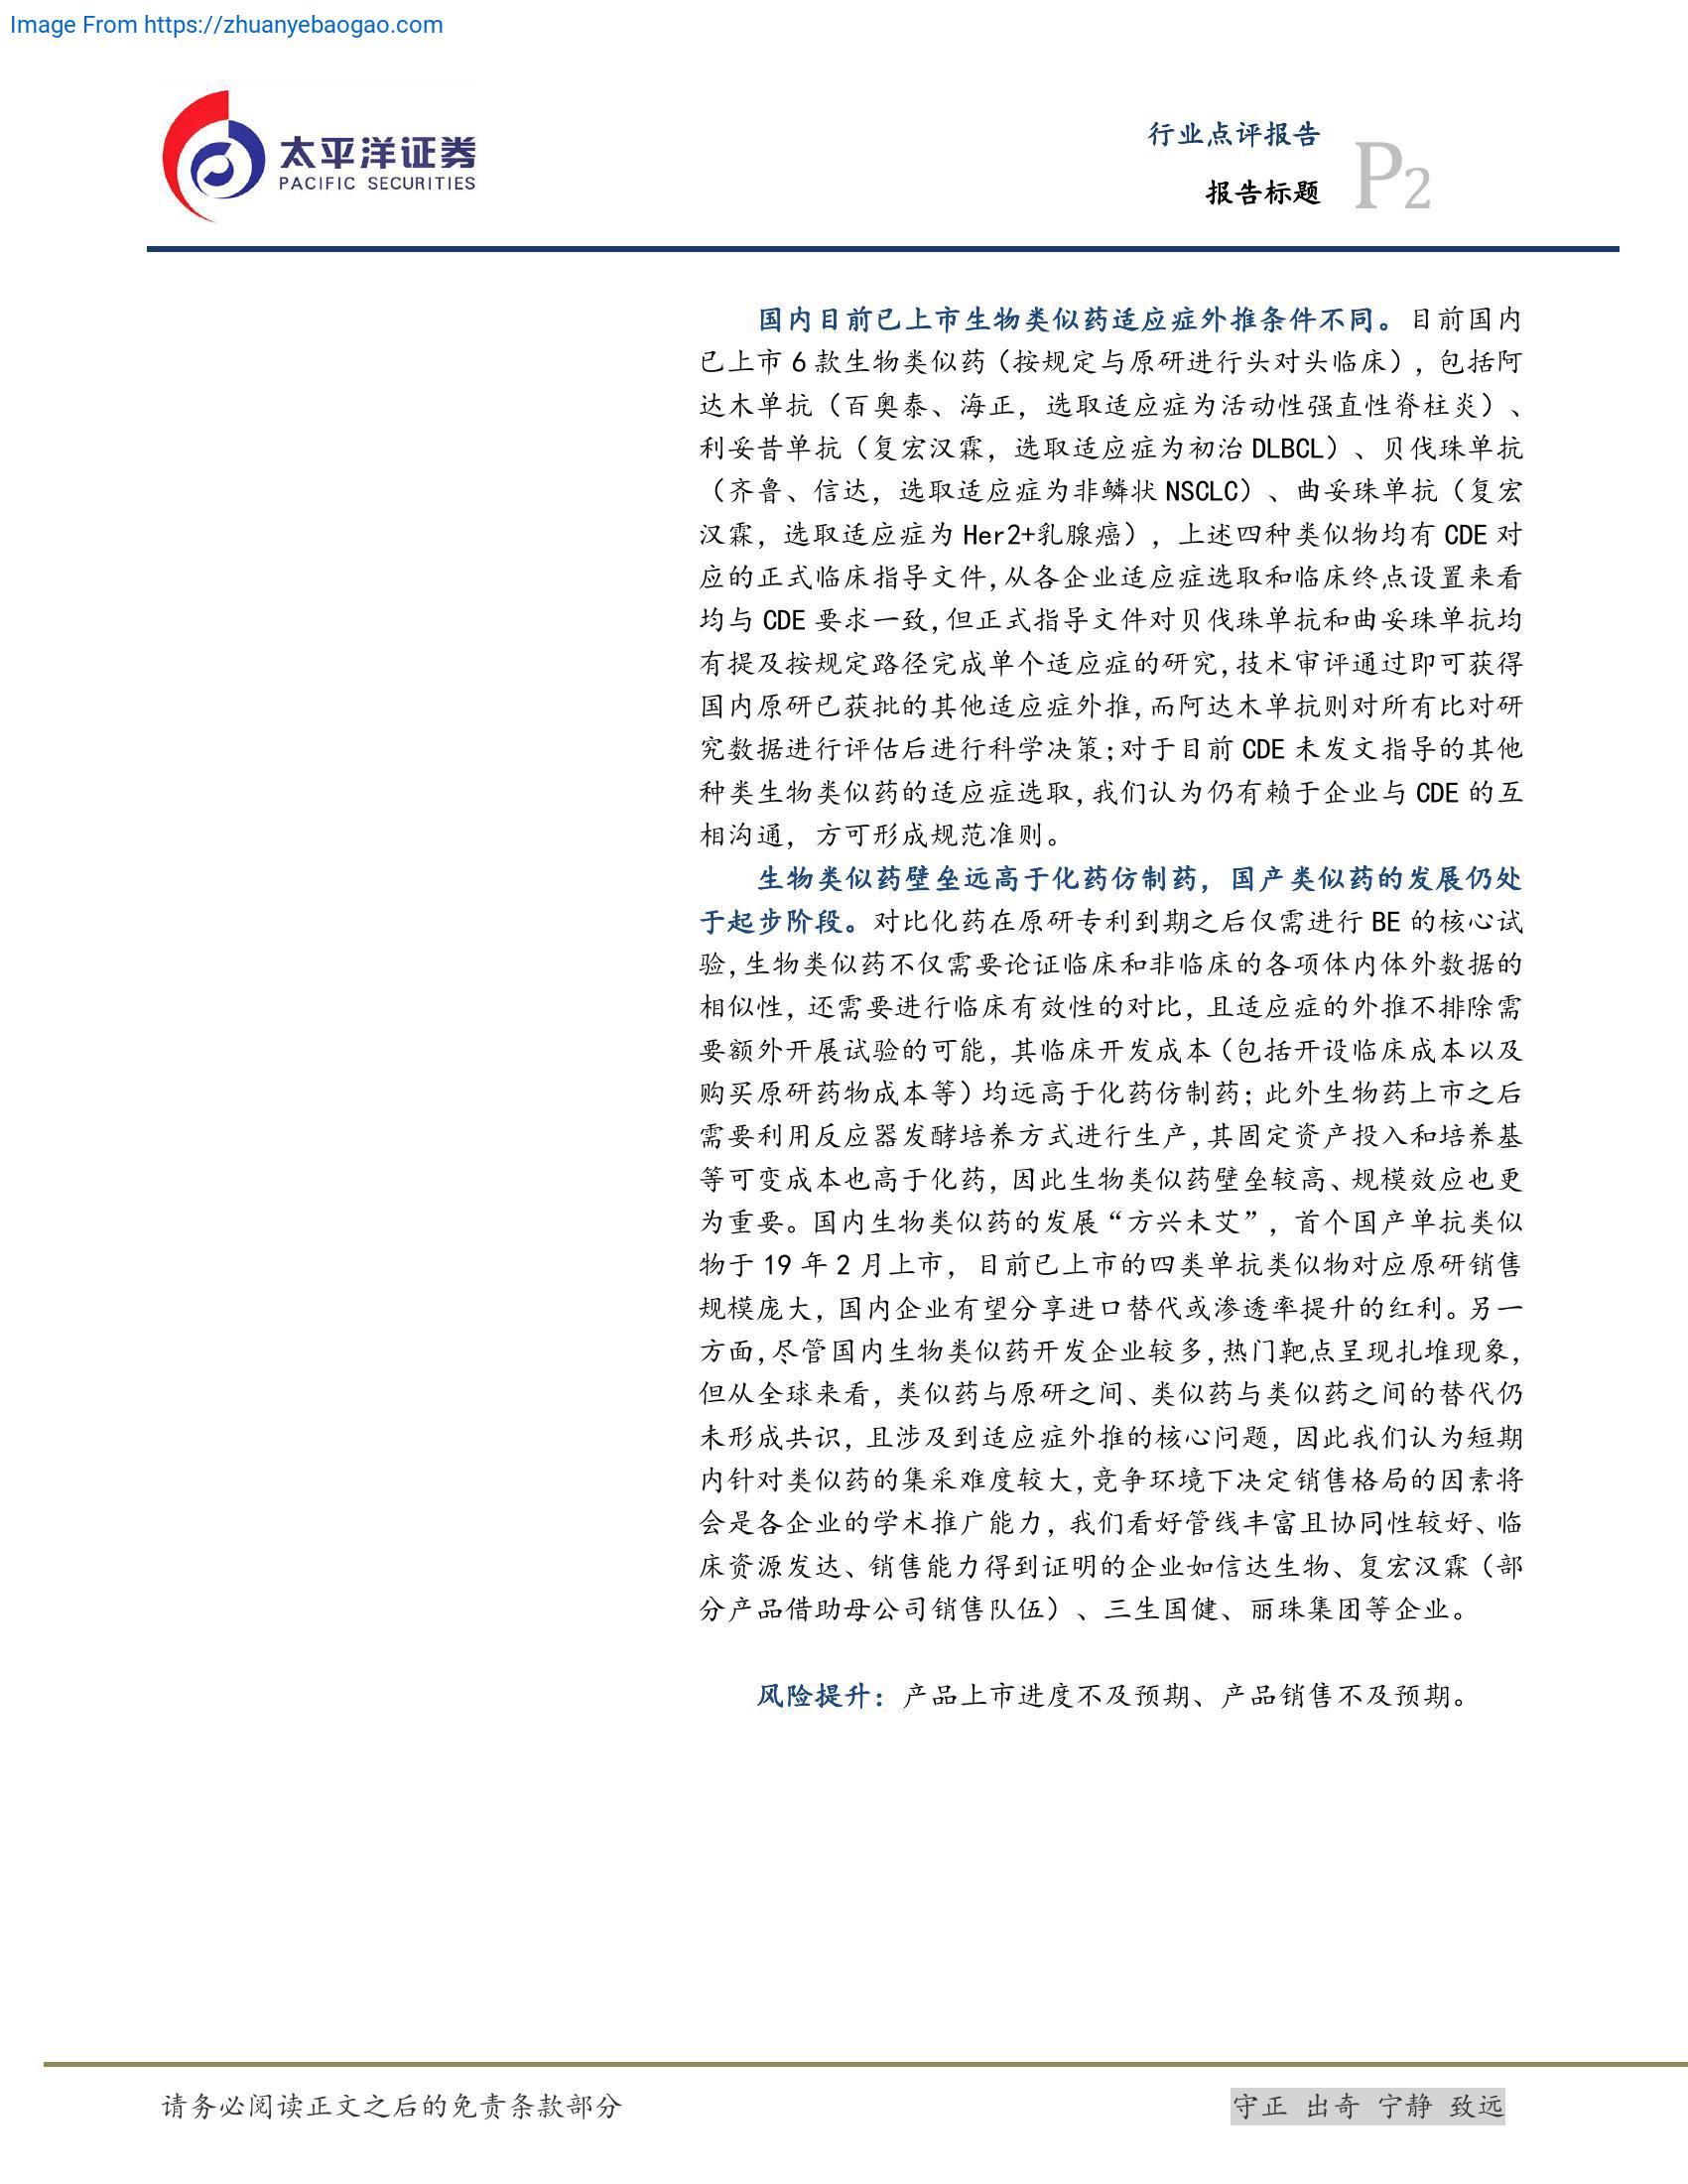 Image From https://zhuanyebaogao.com
太平洋证券
PACIFIC SECURITIES
行业点评报告
报告标题
P2
国内目前已上市生物类似药适应症外推条件不同。目前国内
已上市 6 款生物类似药（按规定与原研进行头对头临床），包括阿
达木单抗（百奥泰、海正，选取适应症为活动性强直性脊柱炎）、
利妥昔单抗（复宏汉霖，选取适应症为初治 DLBCL）、贝伐珠单抗
（齐鲁、信达，选取适应症为非鳞状 NSCLC）、曲妥珠单抗（复宏
汉霖，选取适应症为 Her2+乳腺癌），上述四种类似物均有 CDE 对
应的正式临床指导文件,从各企业适应症选取和临床终点设置来看
均与 CDE 要求一致,但正式指导文件对贝伐珠单抗和曲妥珠单抗均
有提及按规定路径完成单个适应症的研究,技术审评通过即可获得
国内原研已获批的其他适应症外推,而阿达木单抗则对所有比对研
究数据进行评估后进行科学决策;对于目前 CDE 未发文指导的其他
种类生物类似药的适应症选取,我们认为仍有赖于企业与 CDE 的互
相沟通，方可形成规范准则。
生物类似药壁垒远高于化药仿制药，国产类似药的发展仍处
于起步阶段。对比化药在原研专利到期之后仅需进行 BE 的核心试
验,生物类似药不仅需要论证临床和非临床的各项体内体外数据的
相似性，还需要进行临床有效性的对比，且适应症的外推不排除需
要额外开展试验的可能，其临床开发成本（包括开设临床成本以及
购买原研药物成本等）均远高于化药仿制药；此外生物药上市之后
需要利用反应器发酵培养方式进行生产,其固定资产投入和培养基
等可变成本也高于化药，因此生物类似药壁垒较高、规模效应也更
为重要。国内生物类似药的发展“方兴未艾”，首个国产单抗类似
物于 19 年 2 月上市，目前已上市的四类单抗类似物对应原研销售
规模庞大，国内企业有望分享进口替代或渗透率提升的红利。另一
方面,尽管国内生物类似药开发企业较多,热门靶点呈现扎堆现象,
但从全球来看，类似药与原研之间、类似药与类似药之间的替代仍
未形成共识，且涉及到适应症外推的核心问题，因此我们认为短期
内针对类似药的集采难度较大,竞争环境下决定销售格局的因素将
会是各企业的学术推广能力，我们看好管线丰富且协同性较好、临
床资源发达、销售能力得到证明的企业如信达生物、复宏汉霖（部
分产品借助母公司销售队伍）、三生国健、丽珠集团等企业。
风险提升：产品上市进度不及预期、产品销售不及预期。
请务必阅读正文之后的免责条款部分
守正 出奇 宁静 致远